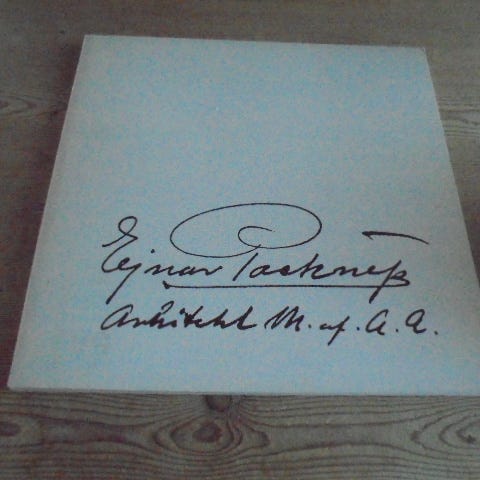 Ejnar Packneß
Arkitekt M. af. A. A.